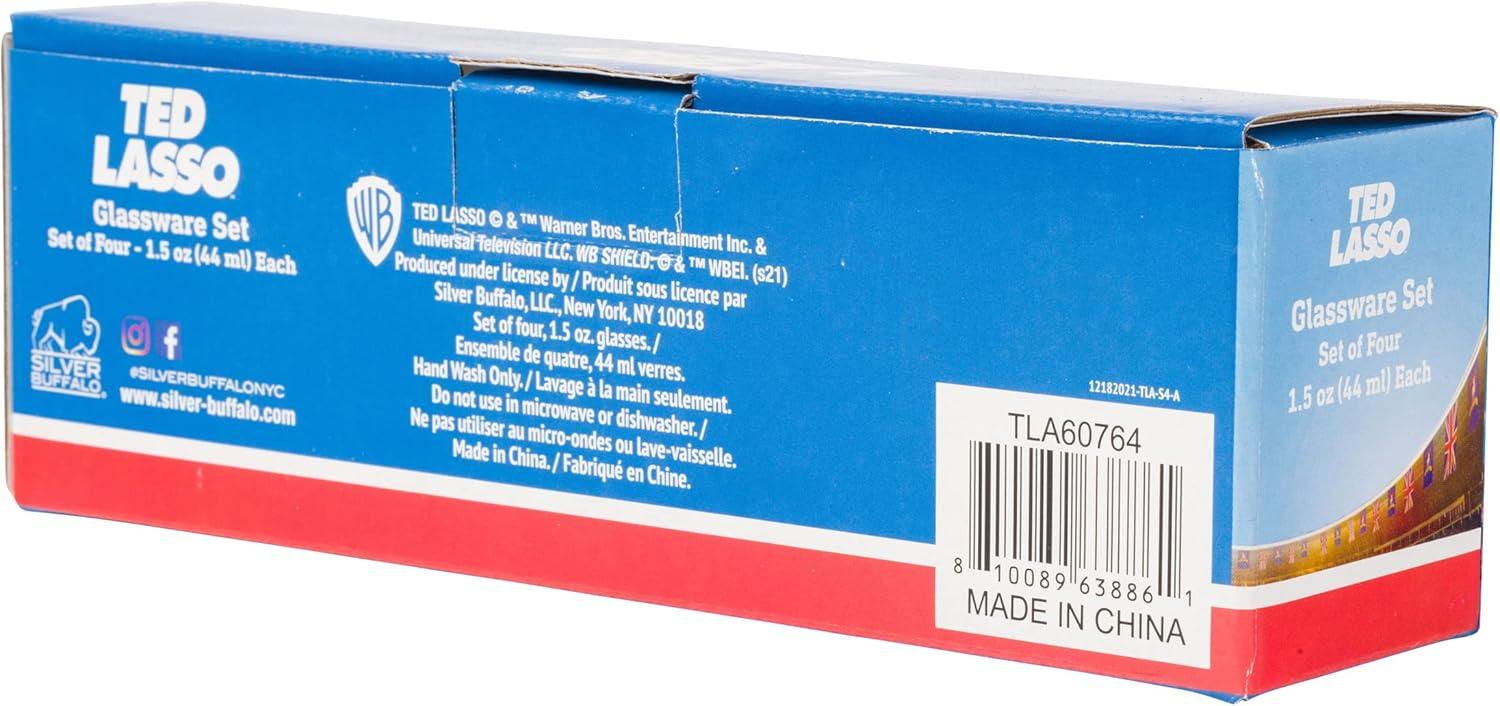 TED
LASSO
Glassware Set
Set of Four - 1.5 oz (44 ml) Each
SILVER
BUFFALO
@SILVERBUFFALONYC
www.silver-buffalo.com
WB
TED LASSO © & ™ Warner Bros. Entertainment Inc. &
Universal Television LLC. WB SHIELD: © & ™ WBEI. (s21)
Produced under license by / Produit sous licence par
Silver Buffalo, LLC., New York, NY 10018
Set of four, 1.5 oz. glasses. /
Ensemble de quatre, 44 ml verres.
Hand Wash Only. / Lavage à la main seulement.
Do not use in microwave or dishwasher. /
Ne pas utiliser au micro-ondes ou lave-vaisselle.
Made in China. / Fabriqué en Chine.
12182021-TLA-S4-A
TLA60764
8 10089 63886 1
MADE IN CHINA
TED
LASSO
Glassware Set
Set of Four
1.5 oz (44 ml) Each